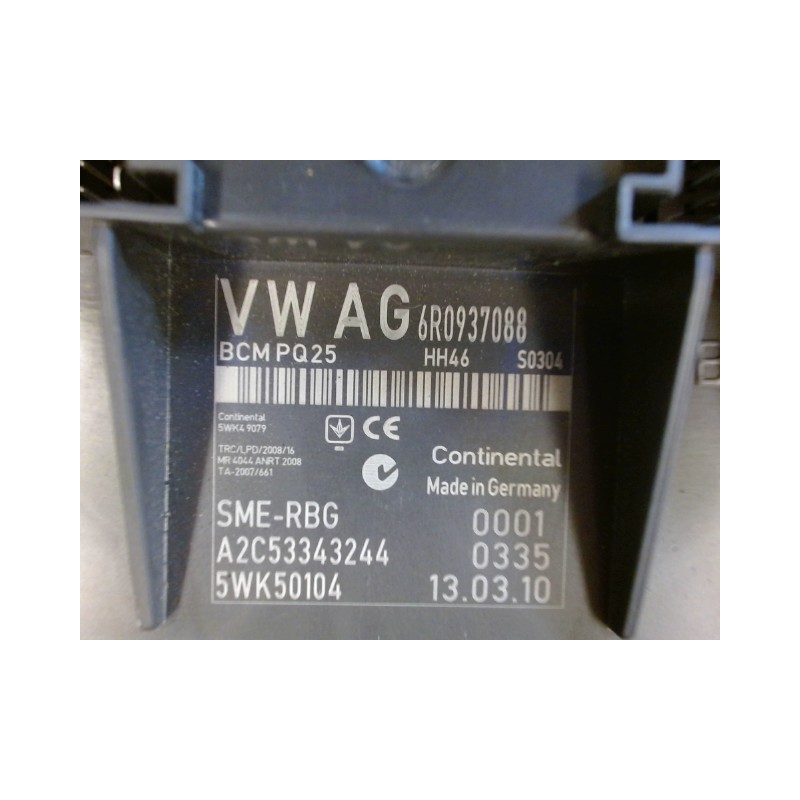 VW AG 6R0937088
BCM PQ25 HH46 S0304
Continental
5WK4 9079
TRC/LPD/2008/16
MR 4044 ANRT 2008
TA-2007/661
CE
Continental
Made in Germany
SME-RBG 0001
A2C53343244 0335
5WK50104 13.03.10